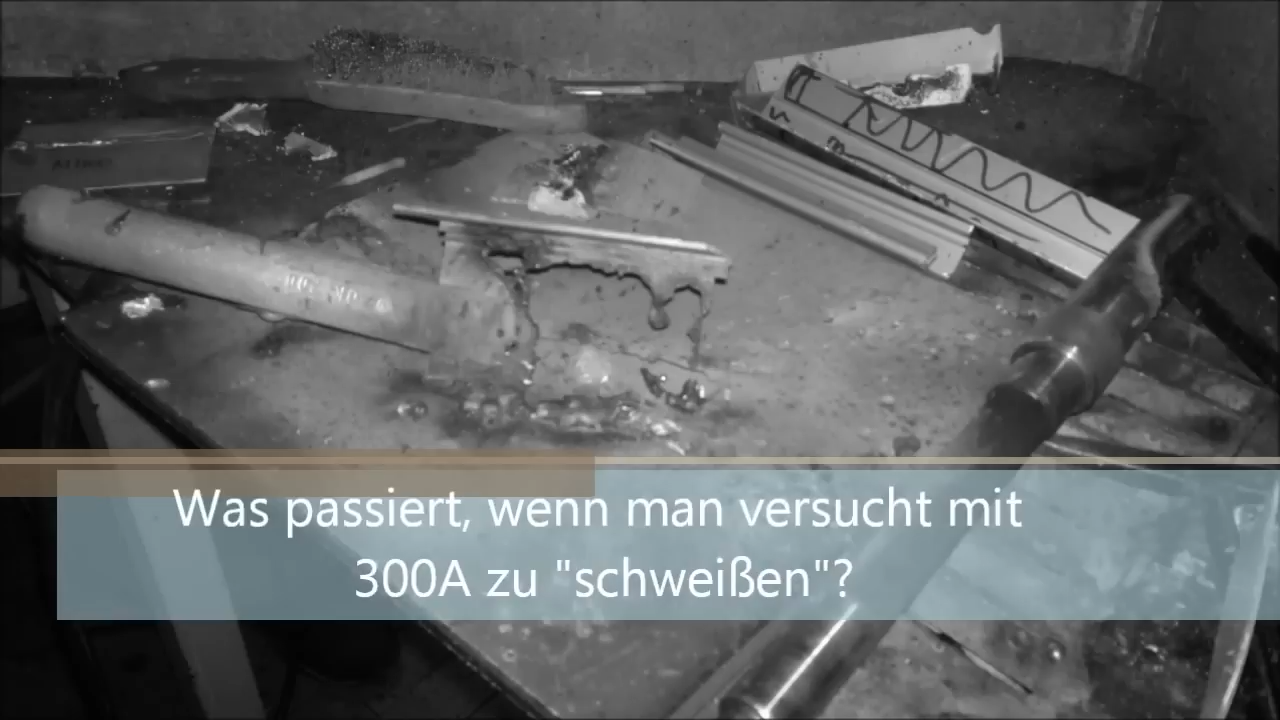 Was passiert, wenn man versucht mit
300A zu "schweißen"?